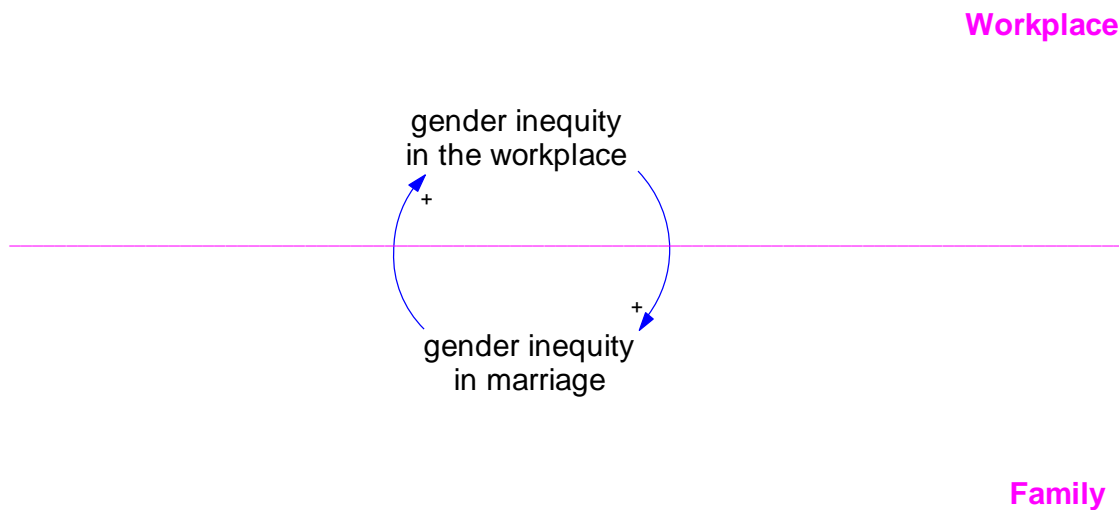 Workplace
gender inequity
in the workplace
+
+
gender inequity
in marriage
Family